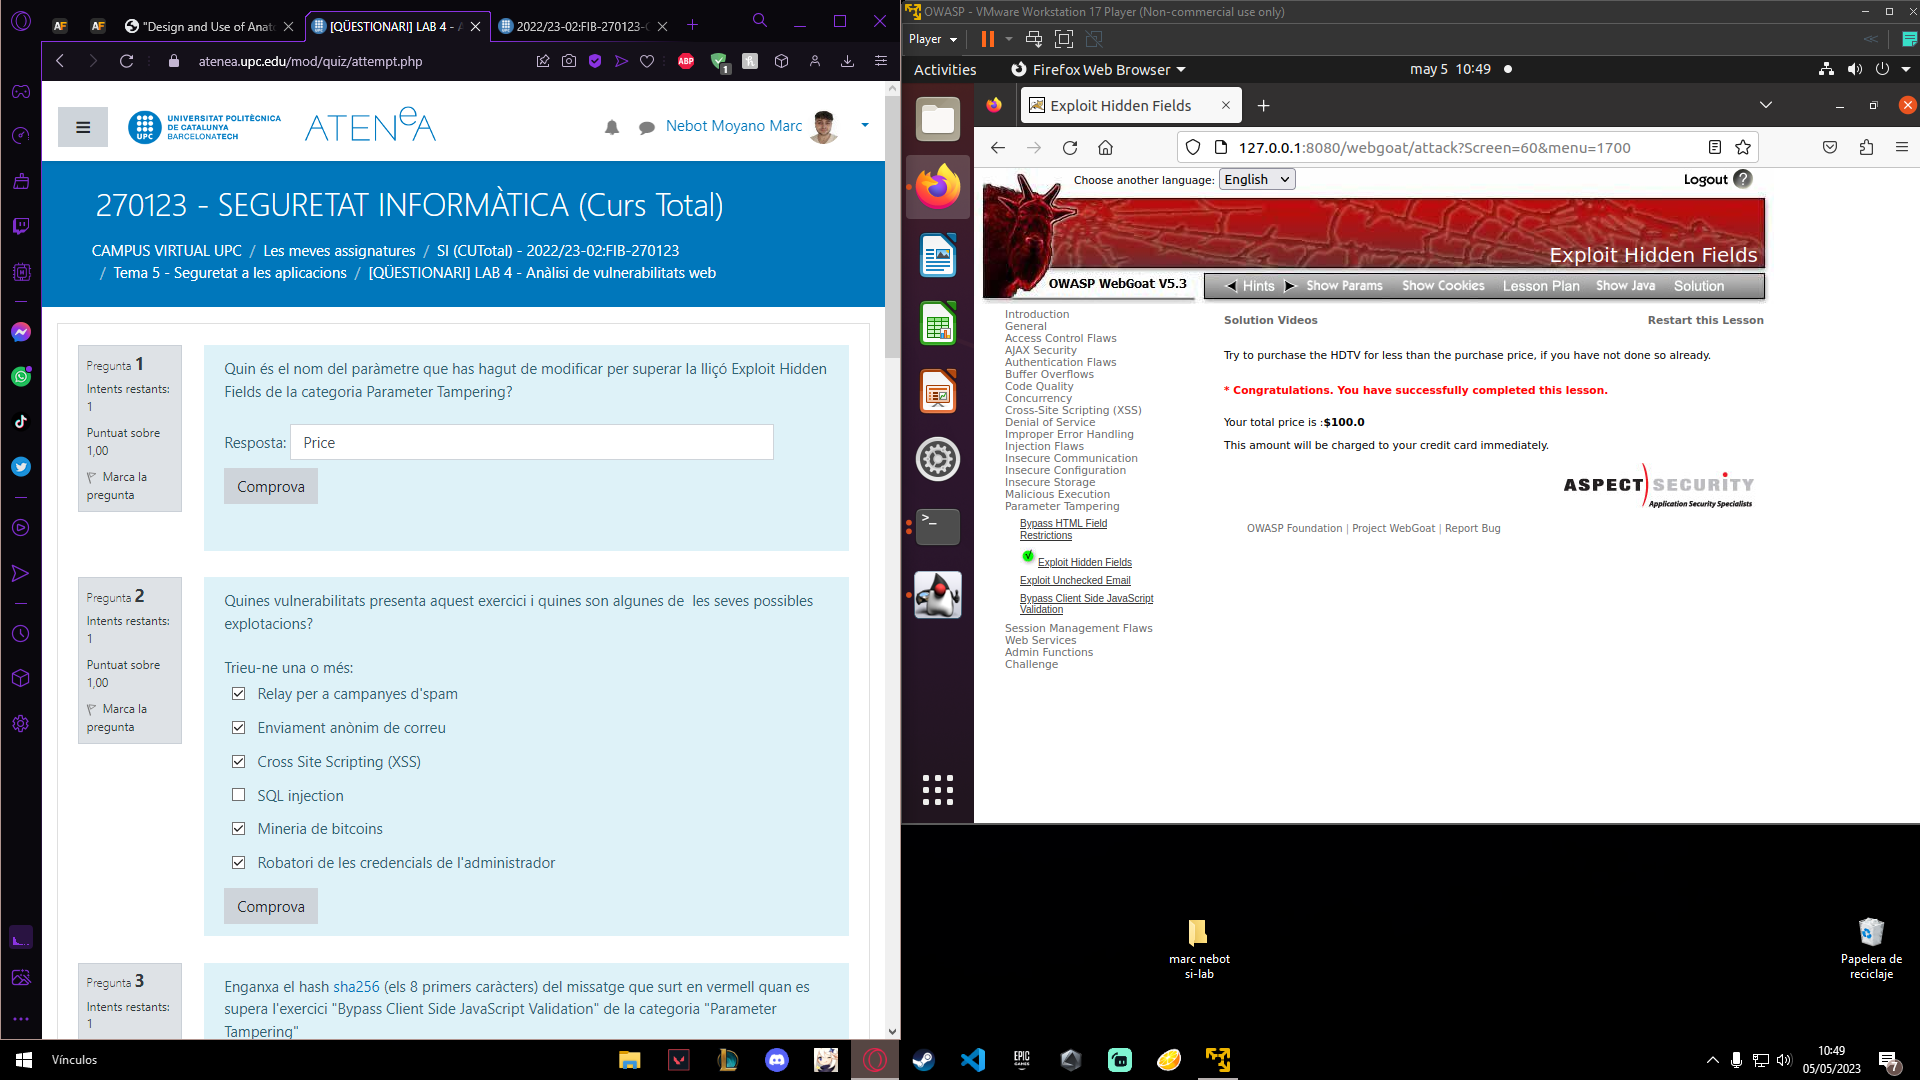 "Design and Use of Anat
[QÜESTIONARI] LAB 4 - A
2022/23-02:FIB-270123-
atenea.upc.edu/mod/quiz/attempt.php
ABP
1
UPC
UNIVERSITAT POLITÈCNICA
DE CATALUNYA
BARCELONATECH
ATENeA
Nebot Moyano Marc
270123 - SEGURETAT INFORMÀTICA (Curs Total)
CAMPUS VIRTUAL UPC / Les meves assignatures / SI (CUTotal) - 2022/23-02:FIB-270123
/ Tema 5 - Seguretat a les aplicacions / [QÜESTIONARI] LAB 4 - Anàlisi de vulnerabilitats web
Pregunta 1
Intents restants:
1
Puntuat sobre
1,00
Marca la
pregunta
Quin és el nom del paràmetre que has hagut de modificar per superar la lliçó Exploit Hidden
Fields de la categoria Parameter Tampering?
Resposta: Price
Comprova
Pregunta 2
Intents restants:
1
Puntuat sobre
1,00
Marca la
pregunta
Quines vulnerabilitats presenta aquest exercici i quines son algunes de les seves possibles
explotacions?
Trieu-ne una o més:
Relay per a campanyes d'spam
Enviament anònim de correu
Cross Site Scripting (XSS)
SQL injection
Mineria de bitcoins
Robatori de les credencials de l'administrador
Comprova
Pregunta 3
Intents restants:
1
Enganxa el hash sha256 (els 8 primers caràcters) del missatge que surt en vermell quan es
supera l'exercici "Bypass Client Side JavaScript Validation" de la categoria "Parameter
Tampering"
OWASP - VMware Workstation 17 Player (Non-commercial use only)
Player
Activities
Firefox Web Browser
may 5 10:49
Exploit Hidden Fields
127.0.0.1:8080/webgoat/attack?Screen=60&menu=1700
Choose another language: English
Logout ?
Exploit Hidden Fields
OWASP WebGoat V5.3
Hints
Show Params
Show Cookies
Lesson Plan
Show Java
Solution
Introduction
General
Access Control Flaws
AJAX Security
Authentication Flaws
Buffer Overflows
Code Quality
Concurrency
Cross-Site Scripting (XSS)
Denial of Service
Improper Error Handling
Injection Flaws
Insecure Communication
Insecure Configuration
Insecure Storage
Malicious Execution
Parameter Tampering
Bypass HTML Field
Restrictions
Exploit Hidden Fields
Exploit Unchecked Email
Bypass Client Side JavaScript
Validation
Session Management Flaws
Web Services
Admin Functions
Challenge
Solution Videos
Restart this Lesson
Try to purchase the HDTV for less than the purchase price, if you have not done so already.
* Congratulations. You have successfully completed this lesson.
Your total price is :$100.0
This amount will be charged to your credit card immediately.
ASPECT SECURITY
Application Security Specialists
OWASP Foundation | Project WebGoat | Report Bug
marc nebot
si-lab
Papelera de
reciclaje
Vínculos
EPIC
GAMES
10:49
05/05/2023
7